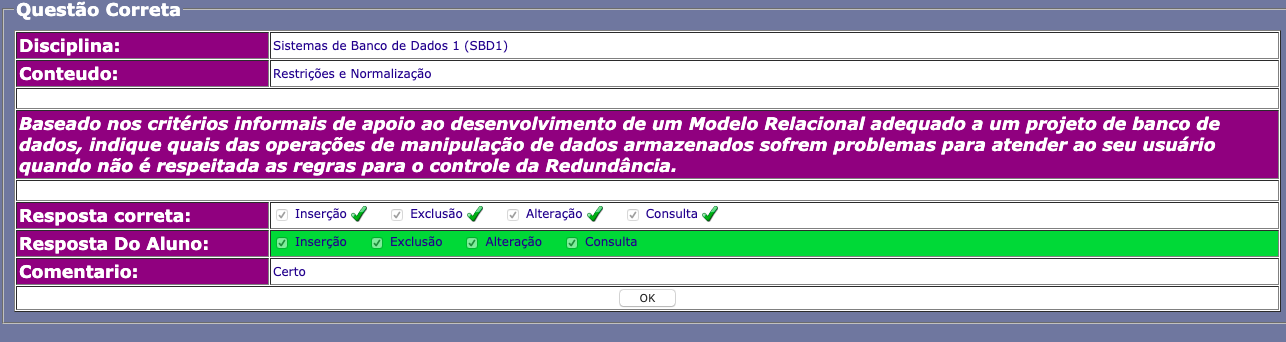 Questão Correta
Disciplina: Sistemas de Banco de Dados 1 (SBD1)
Conteudo: Restrições e Normalização
Baseado nos critérios informais de apoio ao desenvolvimento de um Modelo Relacional adequado a um projeto de banco de
dados, indique quais das operações de manipulação de dados armazenados sofrem problemas para atender ao seu usuário
quando não é respeitada as regras para o controle da Redundância.
Resposta correta: Inserção Exclusão Alteração Consulta
Resposta Do Aluno: Inserção Exclusão Alteração Consulta
Comentario: Certo
OK